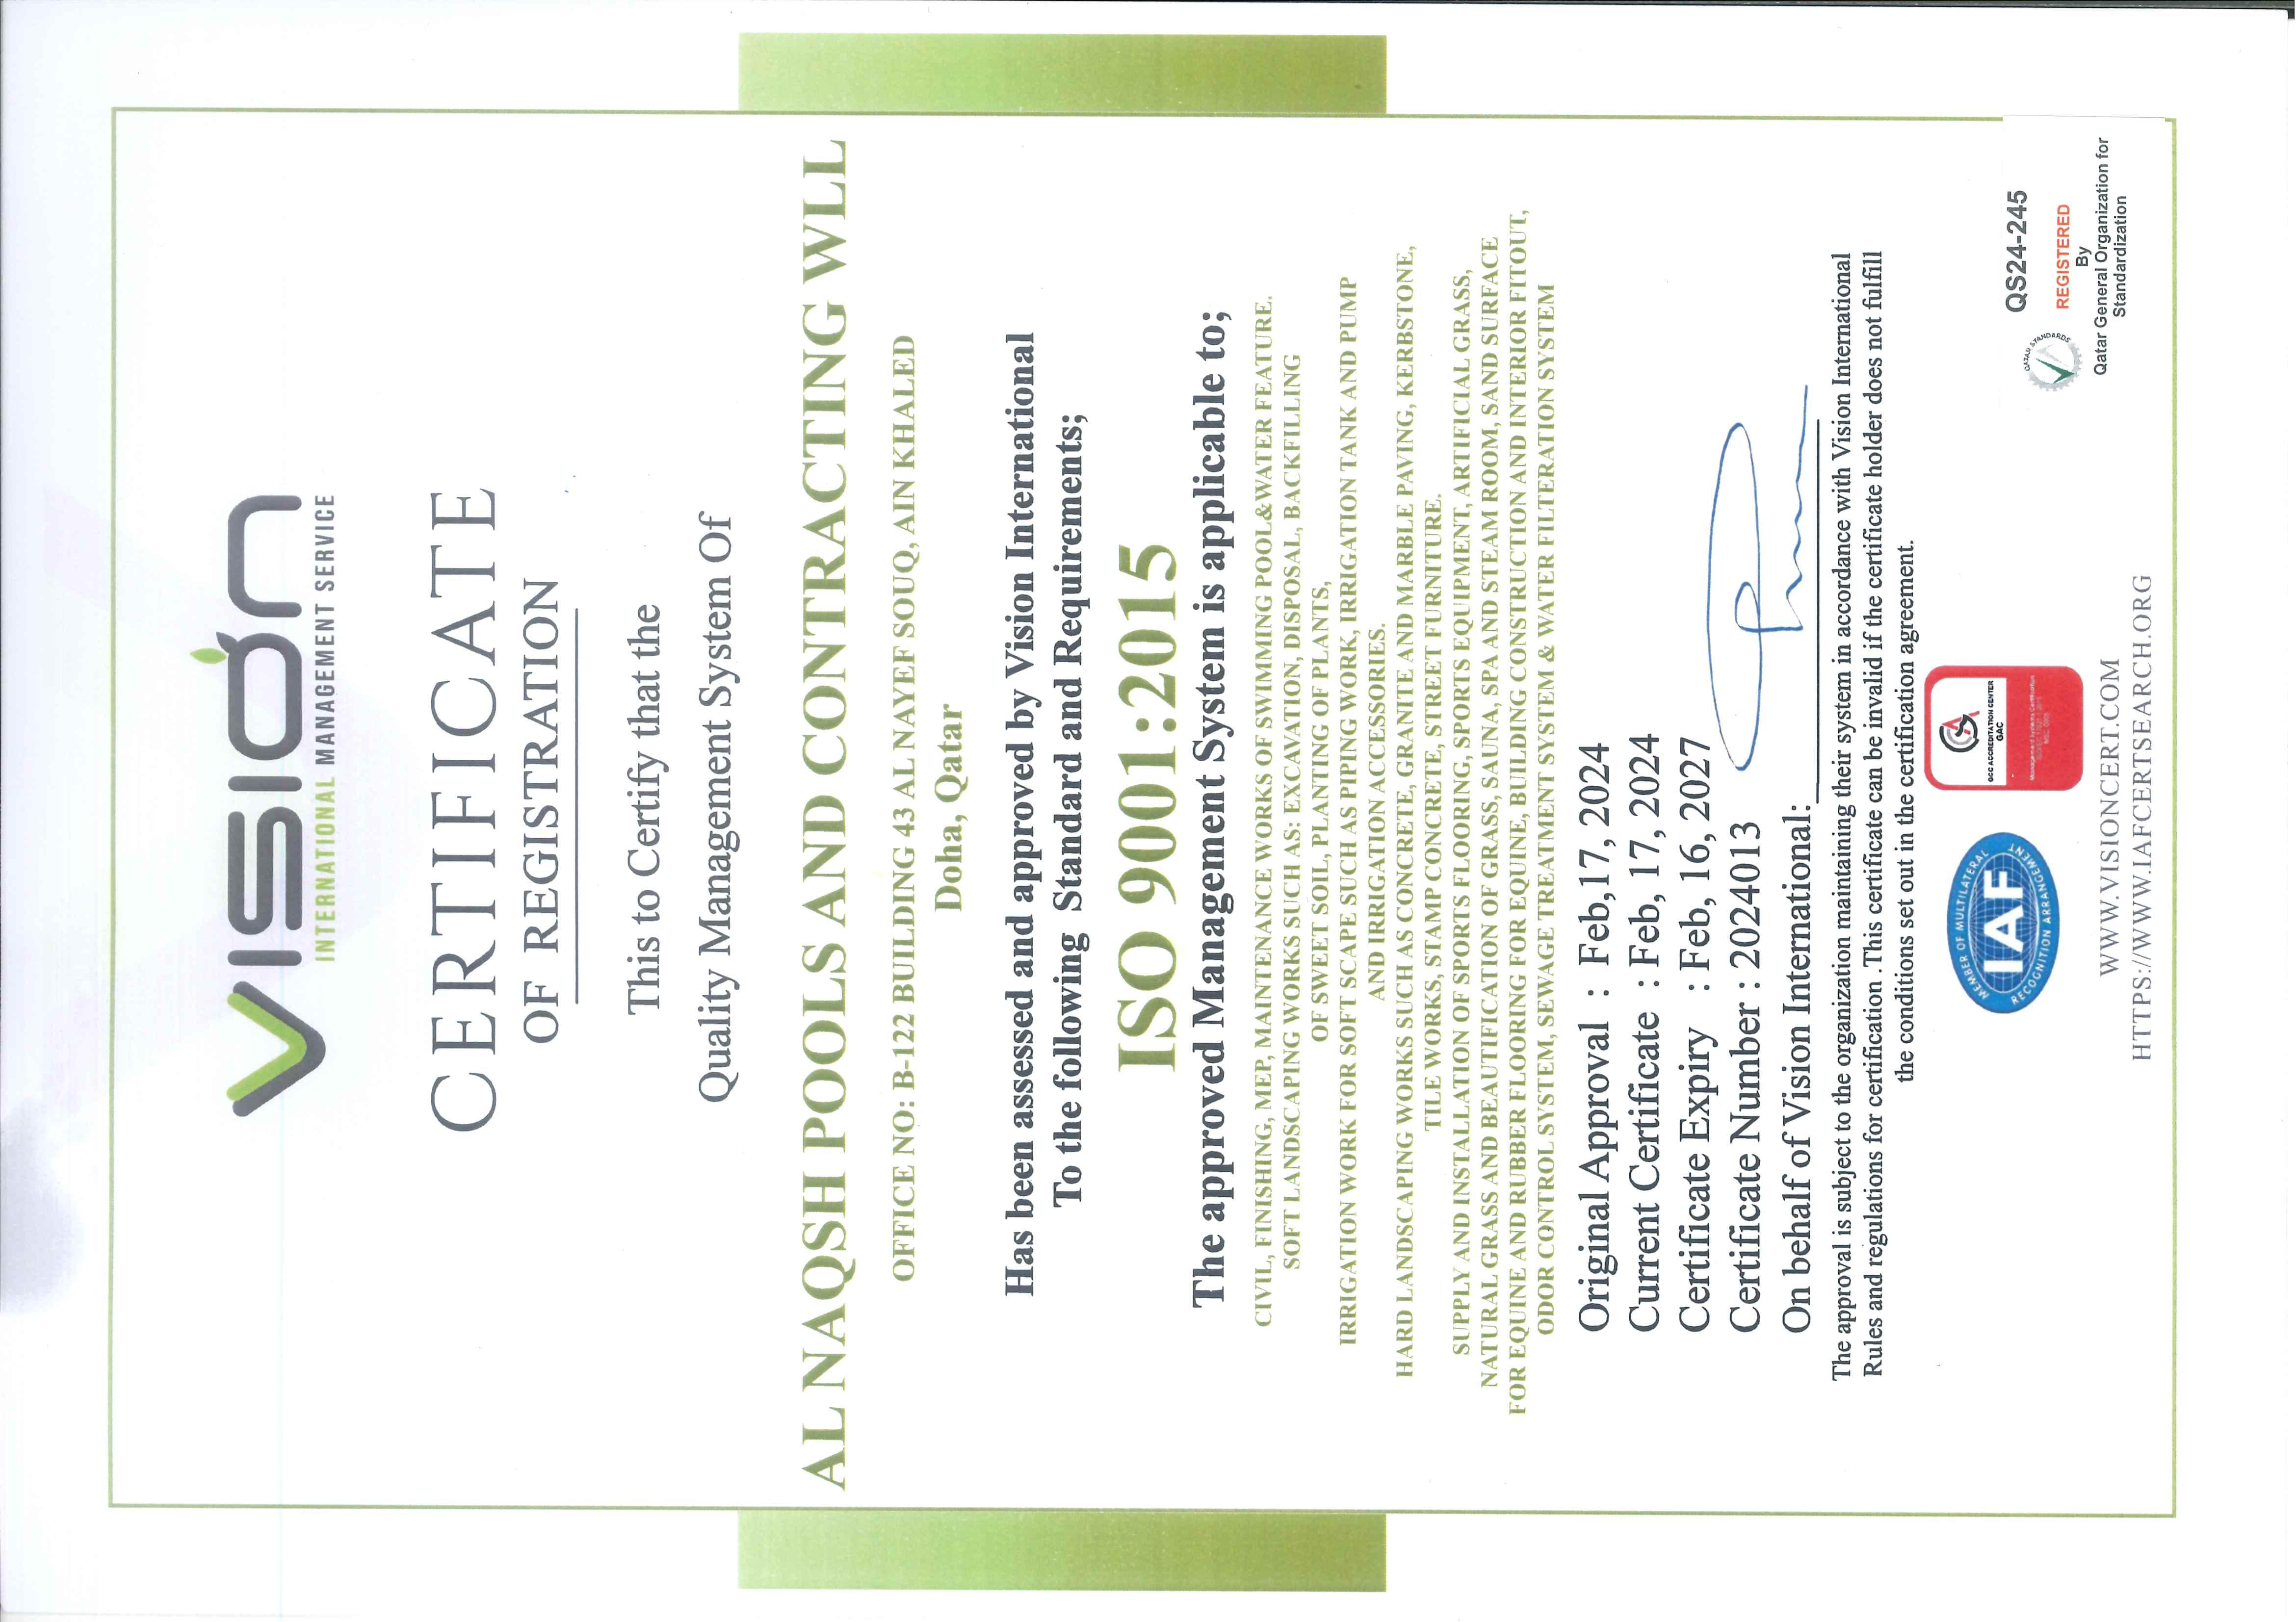 VISION
INTERNATIONAL MANAGEMENT SERVICE
CERTIFICATE
OF REGISTRATION
This to Certify that the
Quality Management System Of
AL NAQSH POOLS AND CONTRACTING WLL
OFFICE NO: B-122 BUILDING 43 AL NAYEF SOUQ, AIN KHALED
Doha, Qatar
Has been assessed and approved by Vision International
To the following Standard and Requirements;
ISO 9001:2015
The approved Management System is applicable to;
CIVIL, FINISHING, MEP, MAINTENANCE WORKS OF SWIMMING POOL&WATER FEATURE.
SOFT LANDSCAPING WORKS SUCH AS: EXCAVATION, DISPOSAL, BACKFILLING
OF SWEET SOIL, PLANTING OF PLANTS,
IRRIGATION WORK FOR SOFT SCAPE SUCH AS PIPING WORK, IRRIGATION TANK AND PUMP
AND IRRIGATION ACCESSORIES.
HARD LANDSCAPING WORKS SUCH AS CONCRETE, GRANITE AND MARBLE PAVING, KERBSTONE,
TILE WORKS, STAMP CONCRETE, STREET FURNITURE.
SUPPLY AND INSTALLATION OF SPORTS FLOORING, SPORTS EQUIPMENT, ARTIFICIAL GRASS,
NATURAL GRASS AND BEAUTIFICATION OF GRASS, SAUNA, SPA AND STEAM ROOM, SAND SURFACE
FOR EQUINE AND RUBBER FLOORING FOR EQUINE, BUILDING CONSTRUCTION AND INTERIOR FITOUT,
ODOR CONTROL SYSTEM, SEWAGE TREATMENT SYSTEM & WATER FILTERATION SYSTEM
Original Approval : Feb,17, 2024
Current Certificate : Feb, 17, 2024
Certificate Expiry : Feb, 16, 2027
Certificate Number : 2024013
On behalf of Vision International:
The approval is subject to the organization maintaining their system in accordance with Vision International
Rules and regulations for certification .This certificate can be invalid if the certificate holder does not fulfill
the conditions set out in the certification agreement.
MEMBER OF MULTILATERAL
IAF
RECOGNITION ARRANGEMENT
GCC ACCREDITATION CENTER
GAC
Management Systems Certification
QATAR STANDARDS
QS24-245
REGISTERED
By
Qatar General Organization for
Standardization
WWW.VISIONCERT.COM
HTTPS://WWW.IAFCERTSEARCH.ORG